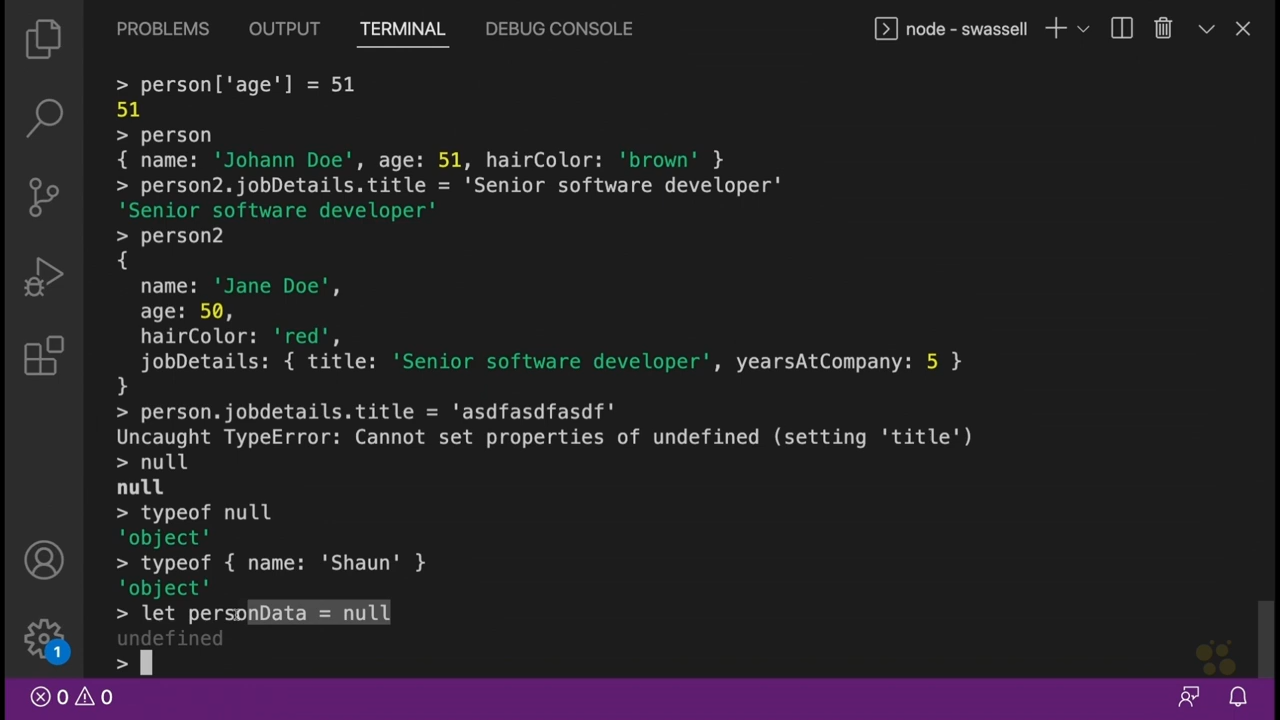 PROBLEMS OUTPUT TERMINAL DEBUG CONSOLE node - swassell
> person['age'] = 51
51
> person
{ name: 'Johann Doe', age: 51, hairColor: 'brown' }
> person2.jobDetails.title = 'Senior software developer'
'Senior software developer'
> person2
{
  name: 'Jane Doe',
  age: 50,
  hairColor: 'red',
  jobDetails: { title: 'Senior software developer', yearsAtCompany: 5 }
}
> person.jobdetails.title = 'asdfasdfasdf'
Uncaught TypeError: Cannot set properties of undefined (setting 'title')
> null
null
> typeof null
'object'
> typeof { name: 'Shaun' }
'object'
> let personData = null
undefined
>
1
0 0